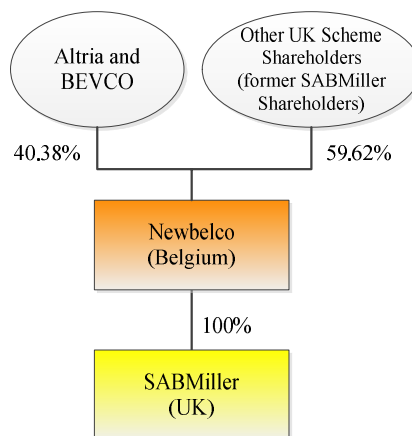 Altria and
BEVCO
Other UK Scheme
Shareholders
(former SABMiller
Shareholders)
40.38%
59.62%
Newbelco
(Belgium)
100%
SABMiller
(UK)